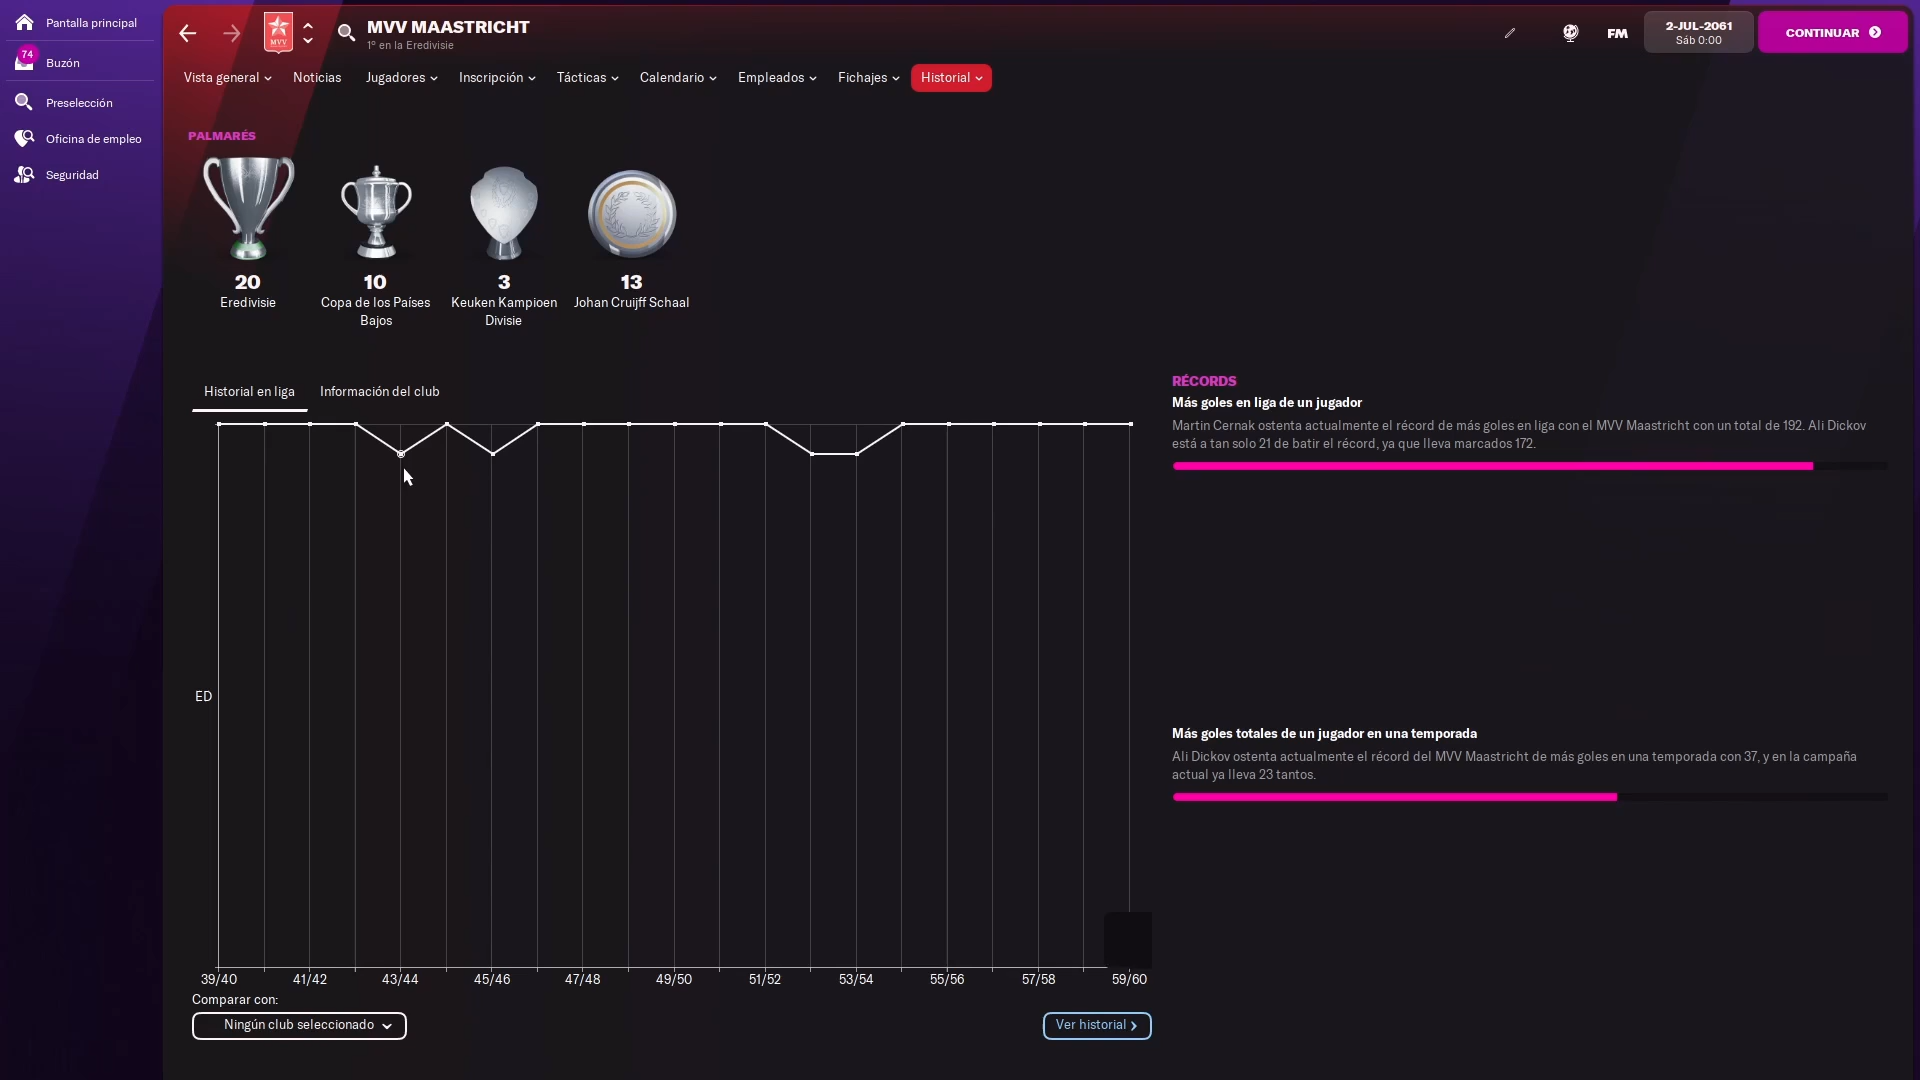 Pantalla principal
74
Buzón
Preselección
Oficina de empleo
Seguridad
MVV
MVV MAASTRICHT
1º en la Eredivisie
FM
2-JUL-2061
Sáb 0:00
CONTINUAR
Vista general
Noticias
Jugadores
Inscripción
Tácticas
Calendario
Empleados
Fichajes
Historial
PALMARÉS
20
Eredivisie
10
Copa de los Países
Bajos
3
Keuken Kampioen
Divisie
13
Johan Cruijff Schaal
Historial en liga
Información del club
ED
39/40
41/42
43/44
45/46
47/48
49/50
51/52
53/54
55/56
57/58
59/60
Comparar con:
Ningún club seleccionado
Ver historial
RÉCORDS
Más goles en liga de un jugador
Martin Cernak ostenta actualmente el récord de más goles en liga con el MVV Maastricht con un total de 192. Ali Dickov
está a tan solo 21 de batir el récord, ya que lleva marcados 172.
Más goles totales de un jugador en una temporada
Ali Dickov ostenta actualmente el récord del MVV Maastricht de más goles en una temporada con 37, y en la campaña
actual ya lleva 23 tantos.